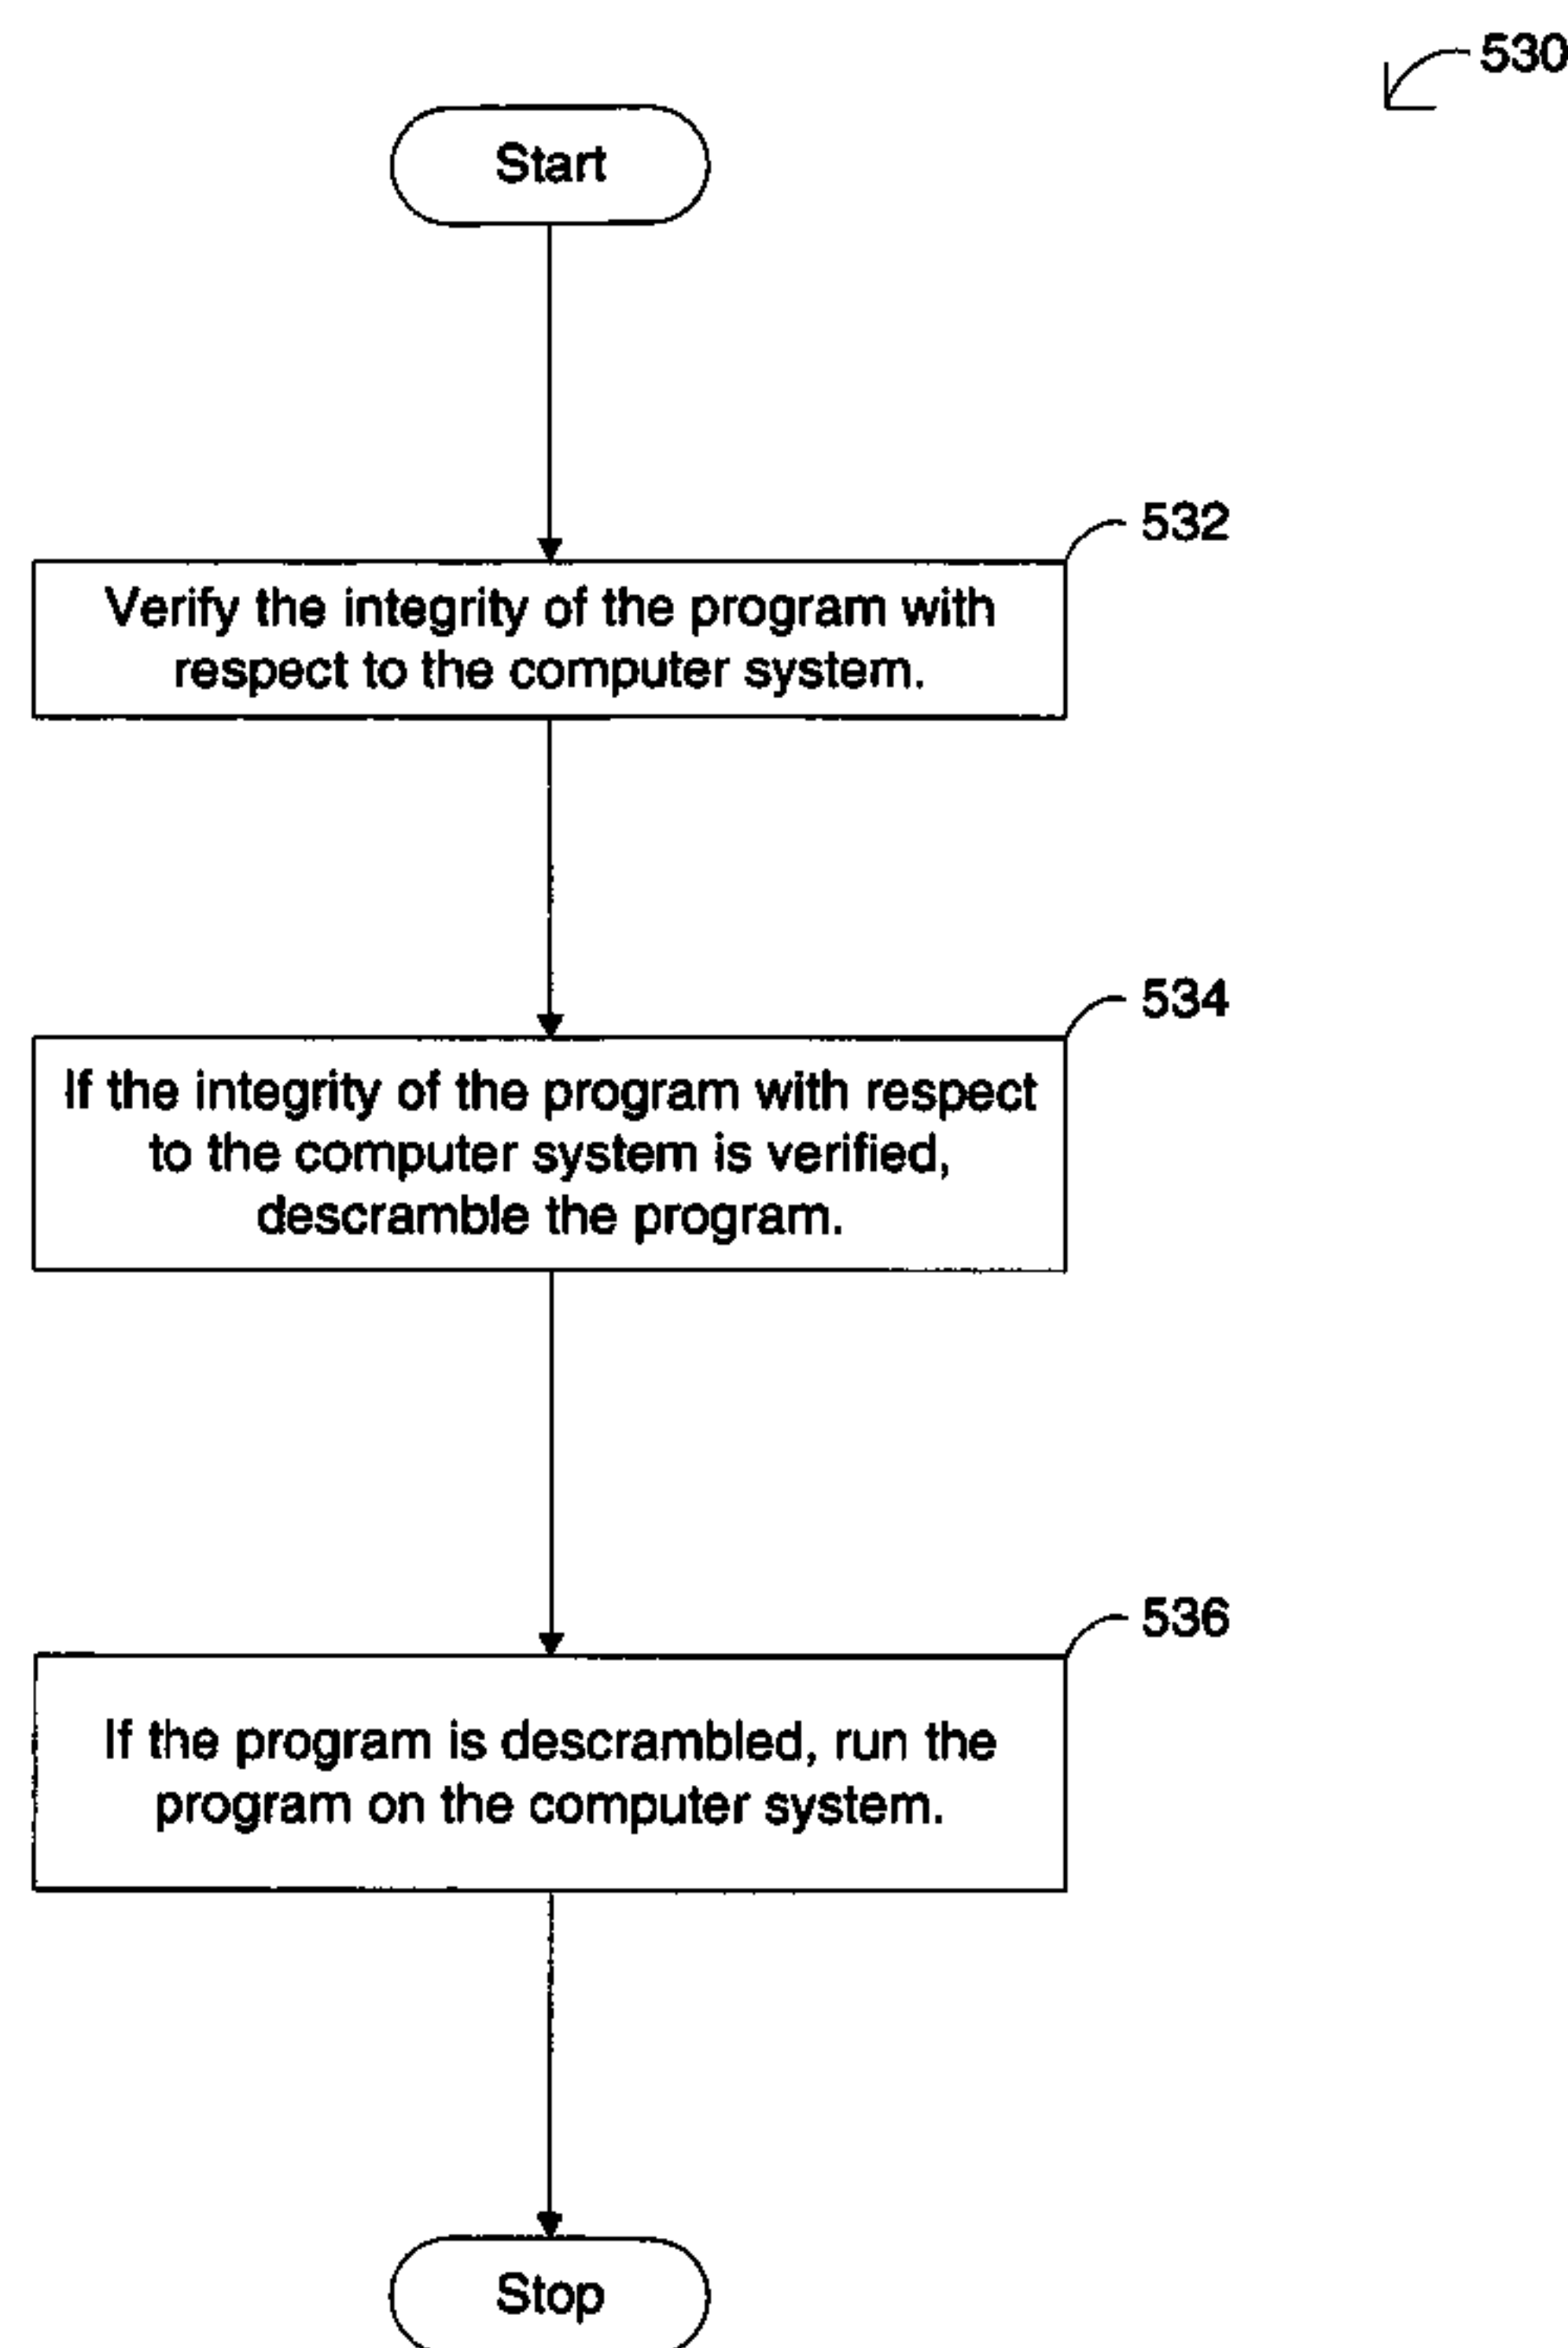 530
Start
532
Verify the integrity of the program with
respect to the computer system.
534
If the integrity of the program with respect
to the computer system is verified,
descramble the program.
536
If the program is descrambled, run the
program on the computer system.
Stop